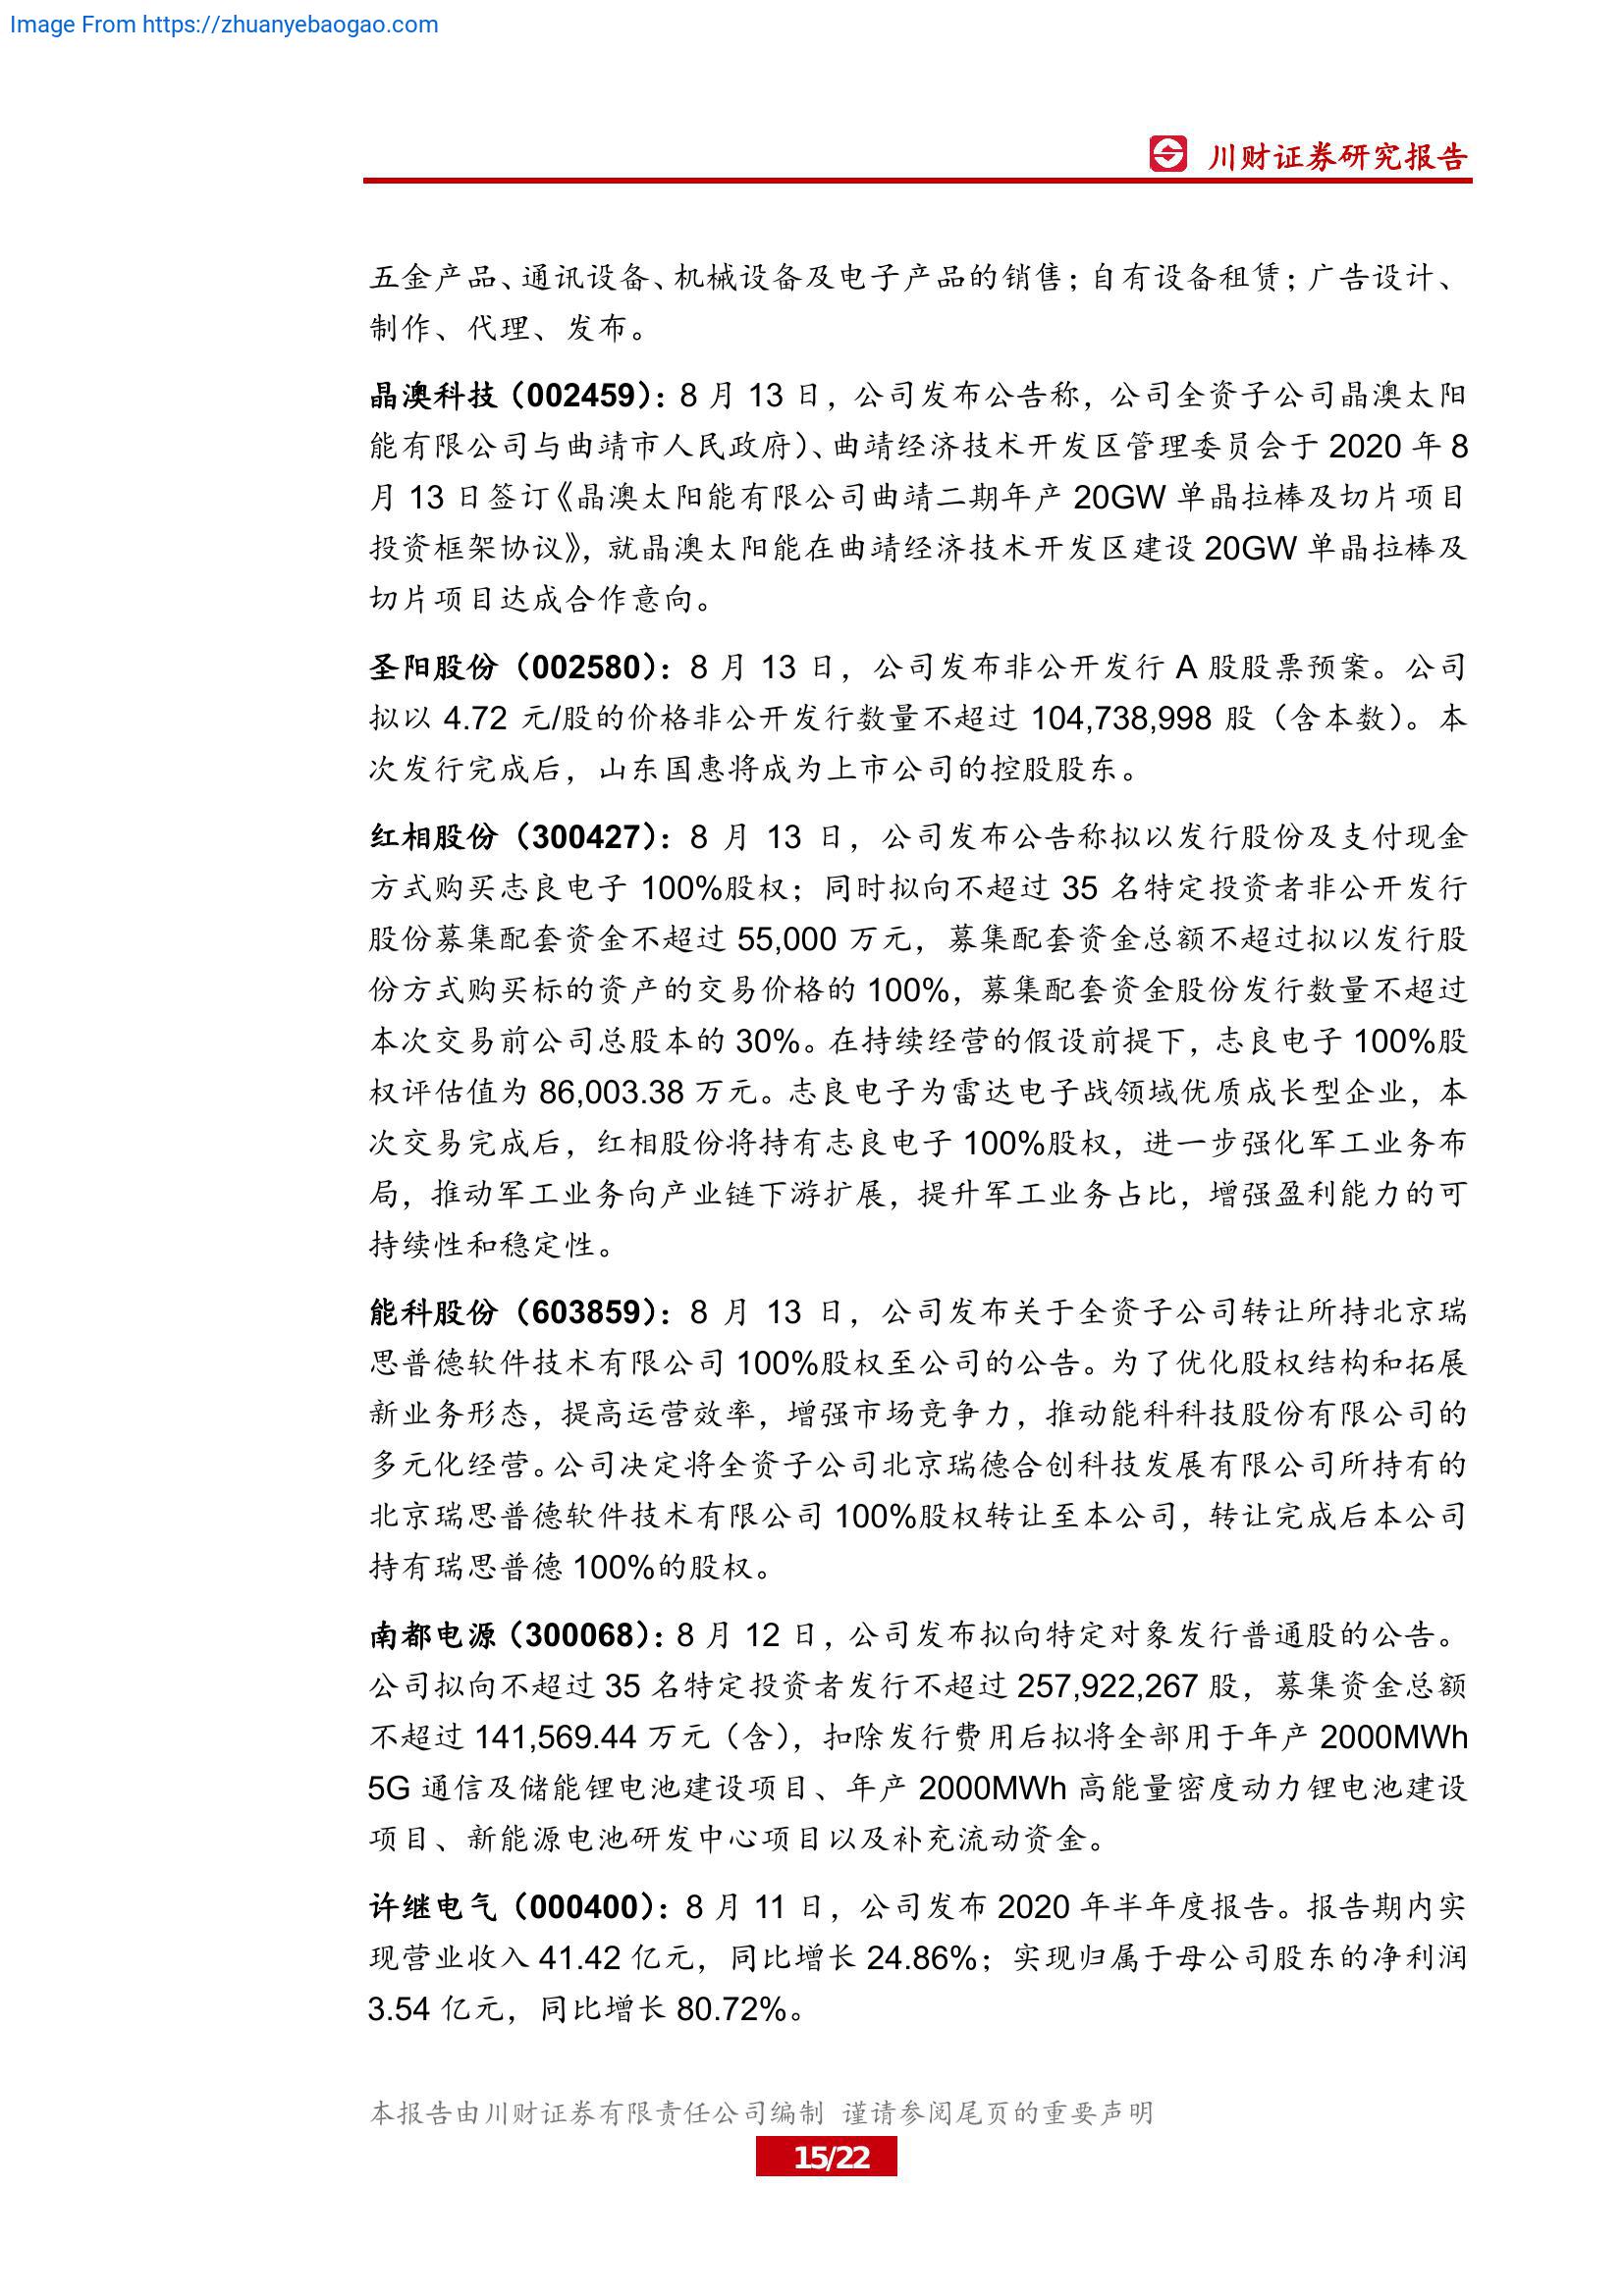 Image From https://zhuanyebaogao.com
川财证券研究报告
五金产品、通讯设备、机械设备及电子产品的销售；自有设备租赁；广告设计、
制作、代理、发布。
晶澳科技（002459）：8 月 13 日，公司发布公告称，公司全资子公司晶澳太阳
能有限公司与曲靖市人民政府）、曲靖经济技术开发区管理委员会于 2020 年 8
月 13 日签订《晶澳太阳能有限公司曲靖二期年产 20GW 单晶拉棒及切片项目
投资框架协议》，就晶澳太阳能在曲靖经济技术开发区建设 20GW 单晶拉棒及
切片项目达成合作意向。
圣阳股份（002580）：8 月 13 日，公司发布非公开发行 A 股股票预案。公司
拟以 4.72 元/股的价格非公开发行数量不超过 104,738,998 股（含本数）。本
次发行完成后，山东国惠将成为上市公司的控股股东。
红相股份（300427）：8 月 13 日，公司发布公告称拟以发行股份及支付现金
方式购买志良电子 100%股权；同时拟向不超过 35 名特定投资者非公开发行
股份募集配套资金不超过 55,000 万元，募集配套资金总额不超过拟以发行股
份方式购买标的资产的交易价格的 100%，募集配套资金股份发行数量不超过
本次交易前公司总股本的 30%。在持续经营的假设前提下，志良电子 100%股
权评估值为 86,003.38 万元。志良电子为雷达电子战领域优质成长型企业，本
次交易完成后，红相股份将持有志良电子 100%股权，进一步强化军工业务布
局，推动军工业务向产业链下游扩展，提升军工业务占比，增强盈利能力的可
持续性和稳定性。
能科股份（603859）：8 月 13 日，公司发布关于全资子公司转让所持北京瑞
思普德软件技术有限公司 100%股权至公司的公告。为了优化股权结构和拓展
新业务形态，提高运营效率，增强市场竞争力，推动能科科技股份有限公司的
多元化经营。公司决定将全资子公司北京瑞德合创科技发展有限公司所持有的
北京瑞思普德软件技术有限公司 100%股权转让至本公司，转让完成后本公司
持有瑞思普德 100%的股权。
南都电源（300068）：8 月 12 日，公司发布拟向特定对象发行普通股的公告。
公司拟向不超过 35 名特定投资者发行不超过 257,922,267 股，募集资金总额
不超过 141,569.44 万元（含），扣除发行费用后拟将全部用于年产 2000MWh
5G 通信及储能锂电池建设项目、年产 2000MWh 高能量密度动力锂电池建设
项目、新能源电池研发中心项目以及补充流动资金。
许继电气（000400）：8 月 11 日，公司发布 2020 年半年度报告。报告期内实
现营业收入 41.42 亿元，同比增长 24.86%；实现归属于母公司股东的净利润
3.54 亿元，同比增长 80.72%。
本报告由川财证券有限责任公司编制 谨请参阅尾页的重要声明
15/22